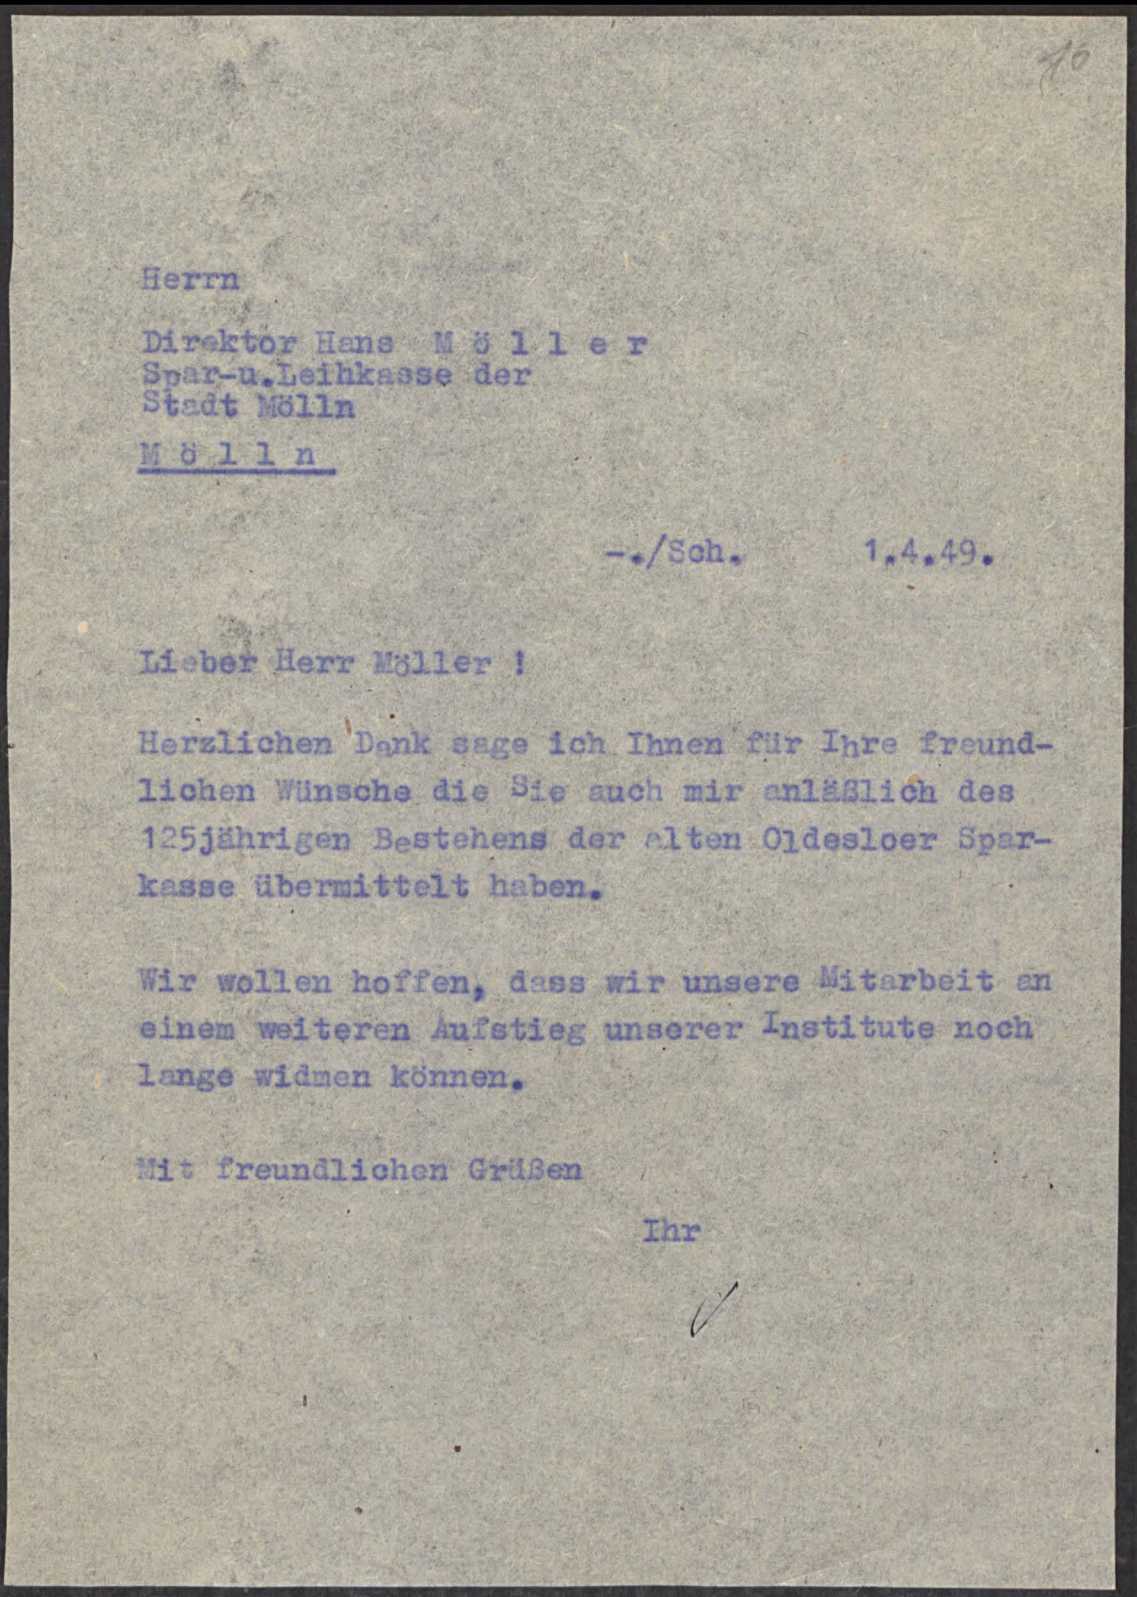 10
Herrn
Direktor Hans M ö l l e r
Spar-u.Leihkasse der
Stadt Mölln
M ö l l n
-./Sch. 1.4.49.
Lieber Herr Möller !
Herzlichen Dank sage ich Ihnen für Ihre freund-
lichen Wünsche die Sie auch mir anläßlich des
125jährigen Bestehens der alten Oldesloer Spar-
kasse übermittelt haben.
Wir wollen hoffen, dass wir unsere Mitarbeit an
einem weiteren Aufstieg unserer Institute noch
lange widmen können.
Mit freundlichen Grüßen
Ihr